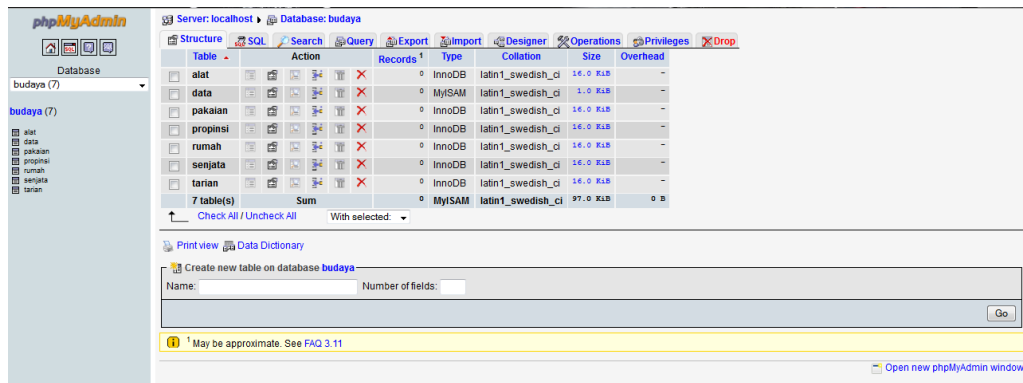 phpMyAdmin
Database
budaya (7)
budaya (7)
alat
data
pakaian
propinsi
rumah
senjata
tarian
Server: localhost Database: budaya
Structure SQL Search Query Export Import Designer Operations Privileges Drop
Table Action Records 1 Type Collation Size Overhead
alat 0 InnoDB latin1_swedish_ci 16.0 KiB -
data 0 MyISAM latin1_swedish_ci 1.0 KiB -
pakaian 0 InnoDB latin1_swedish_ci 16.0 KiB -
propinsi 0 InnoDB latin1_swedish_ci 16.0 KiB -
rumah 0 InnoDB latin1_swedish_ci 16.0 KiB -
senjata 0 InnoDB latin1_swedish_ci 16.0 KiB -
tarian 0 InnoDB latin1_swedish_ci 16.0 KiB -
7 table(s) Sum 0 MyISAM latin1_swedish_ci 97.0 KiB 0 B
Check All / Uncheck All With selected:
Print view Data Dictionary
Create new table on database budaya
Name: Number of fields:
Go
1 May be approximate. See FAQ 3.11
Open new phpMyAdmin window